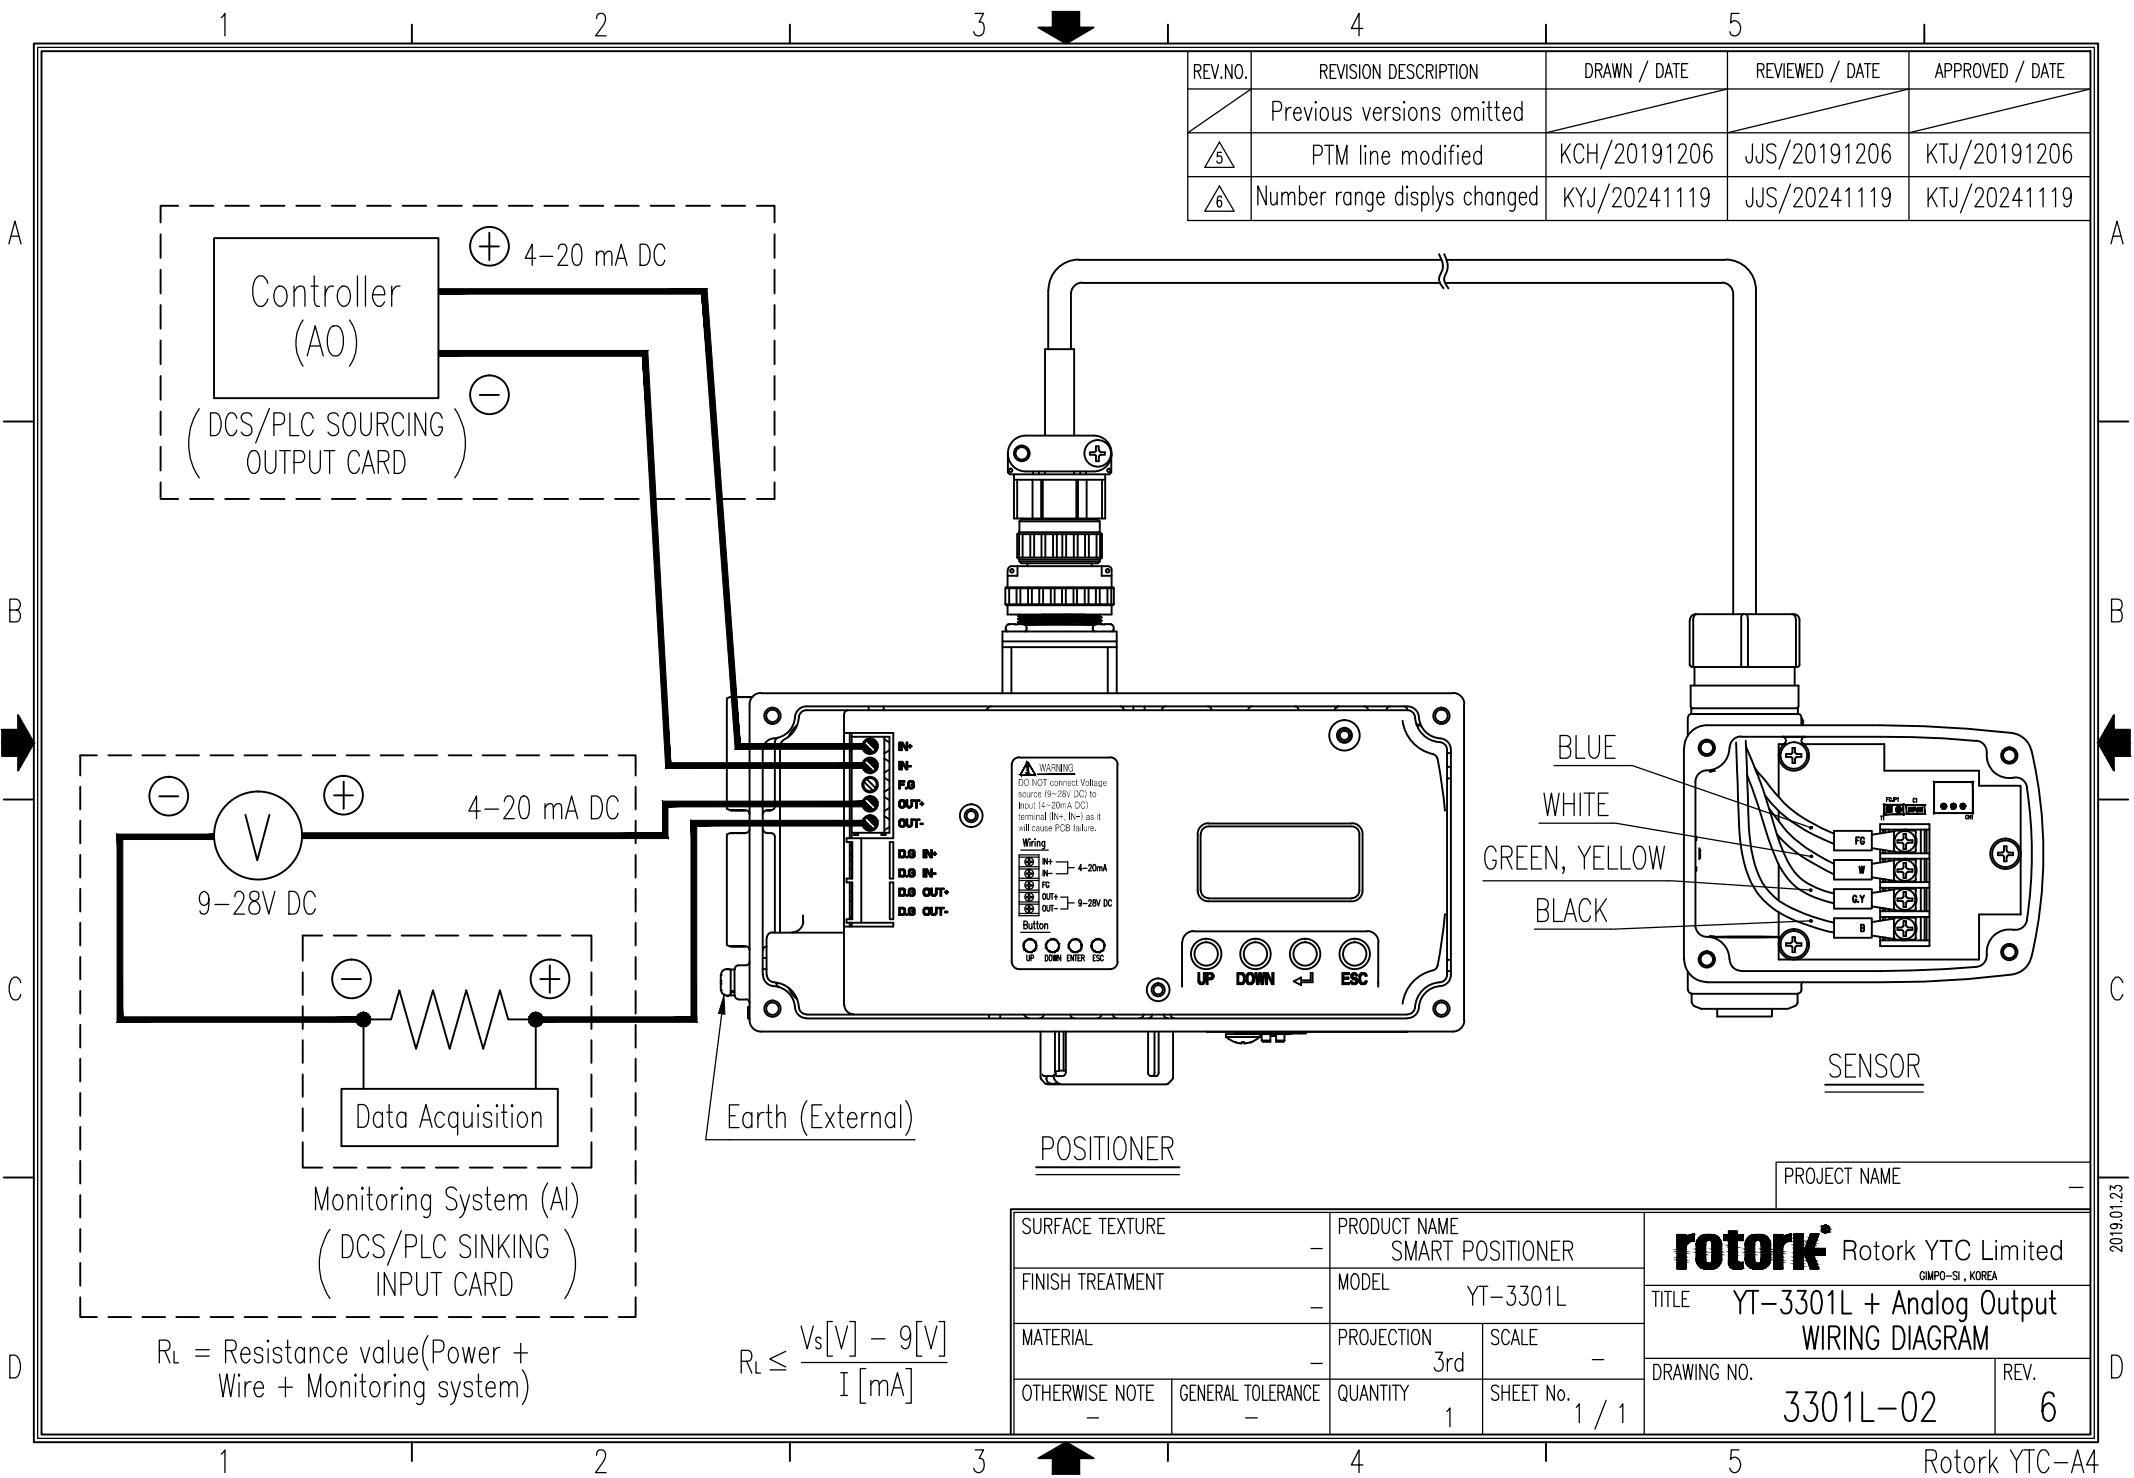 1 2 3 4 5
REV.NO. REVISION DESCRIPTION DRAWN / DATE REVIEWED / DATE APPROVED / DATE
Previous versions omitted
5 PTM line modified KCH/20191206 JJS/20191206 KTJ/20191206
6 Number range displys changed KYJ/20241119 JJS/20241119 KTJ/20241119
A A
+ 4-20 mA DC
Controller
(AO)
−
( DCS/PLC SOURCING
OUTPUT CARD )
B B
IN+
IN-
F.G
OUT+
OUT-
D.G IN+
D.G IN-
D.G OUT+
D.G OUT-
WARNING
DO NOT connect Voltage
source (9~28V DC) to
Input (4~20mA DC)
terminal (IN+, IN-) as it
will cause PCB failure.
Wiring
IN+
IN- 4-20mA
FG
OUT+
OUT- 9-28V DC
Button
UP DOWN ENTER ESC
UP DOWN ESC
− + 4-20 mA DC
V
9-28V DC
− +
Data Acquisition
Monitoring System (AI)
( DCS/PLC SINKING
INPUT CARD )
Earth (External)
POSITIONER
BLUE
WHITE
GREEN, YELLOW
BLACK
FG
W
G.Y
B
C1
CN1
SENSOR
C C
RL = Resistance value(Power +
Wire + Monitoring system)
RL ≤ Vs[V] − 9[V]
I [mA]
D D
PROJECT NAME −
SURFACE TEXTURE −
FINISH TREATMENT −
MATERIAL −
OTHERWISE NOTE −
GENERAL TOLERANCE −
PRODUCT NAME
SMART POSITIONER
MODEL YT-3301L
PROJECTION 3rd
SCALE −
QUANTITY 1
SHEET No. 1 / 1
rotork Rotork YTC Limited
GIMPO-SI , KOREA
TITLE YT-3301L + Analog Output
WIRING DIAGRAM
DRAWING NO. 3301L-02
REV. 6
2019.01.23
1 2 3 4 5
Rotork YTC-A4